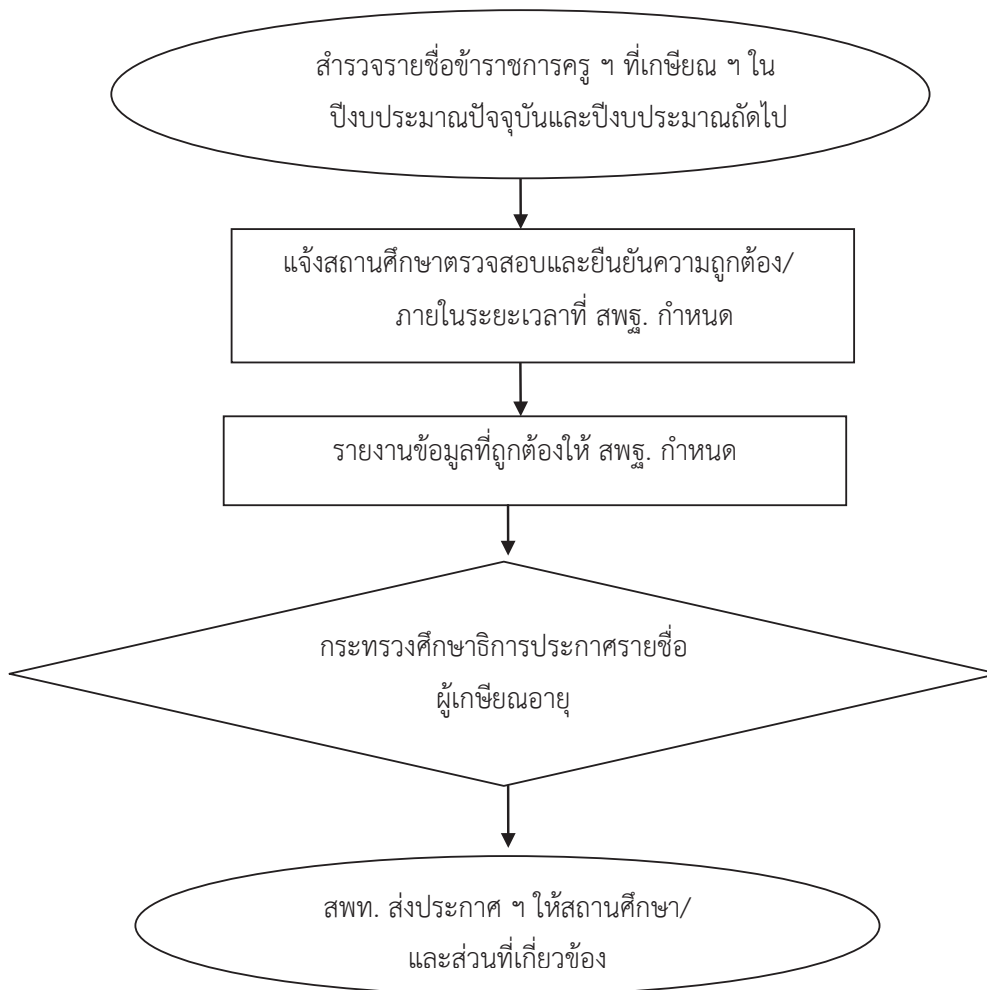 สำรวจรายชื่อข้าราชการครู ฯ ที่เกษียณ ฯ ใน
ปีงบประมาณปัจจุบันและปีงบประมาณถัดไป
แจ้งสถานศึกษาตรวจสอบและยืนยันความถูกต้อง/
ภายในระยะเวลาที่ สพฐ. กำหนด
รายงานข้อมูลที่ถูกต้องให้ สพฐ. กำหนด
กระทรวงศึกษาธิการประกาศรายชื่อ
ผู้เกษียณอายุ
สพท. ส่งประกาศ ฯ ให้สถานศึกษา/
และส่วนที่เกี่ยวข้อง